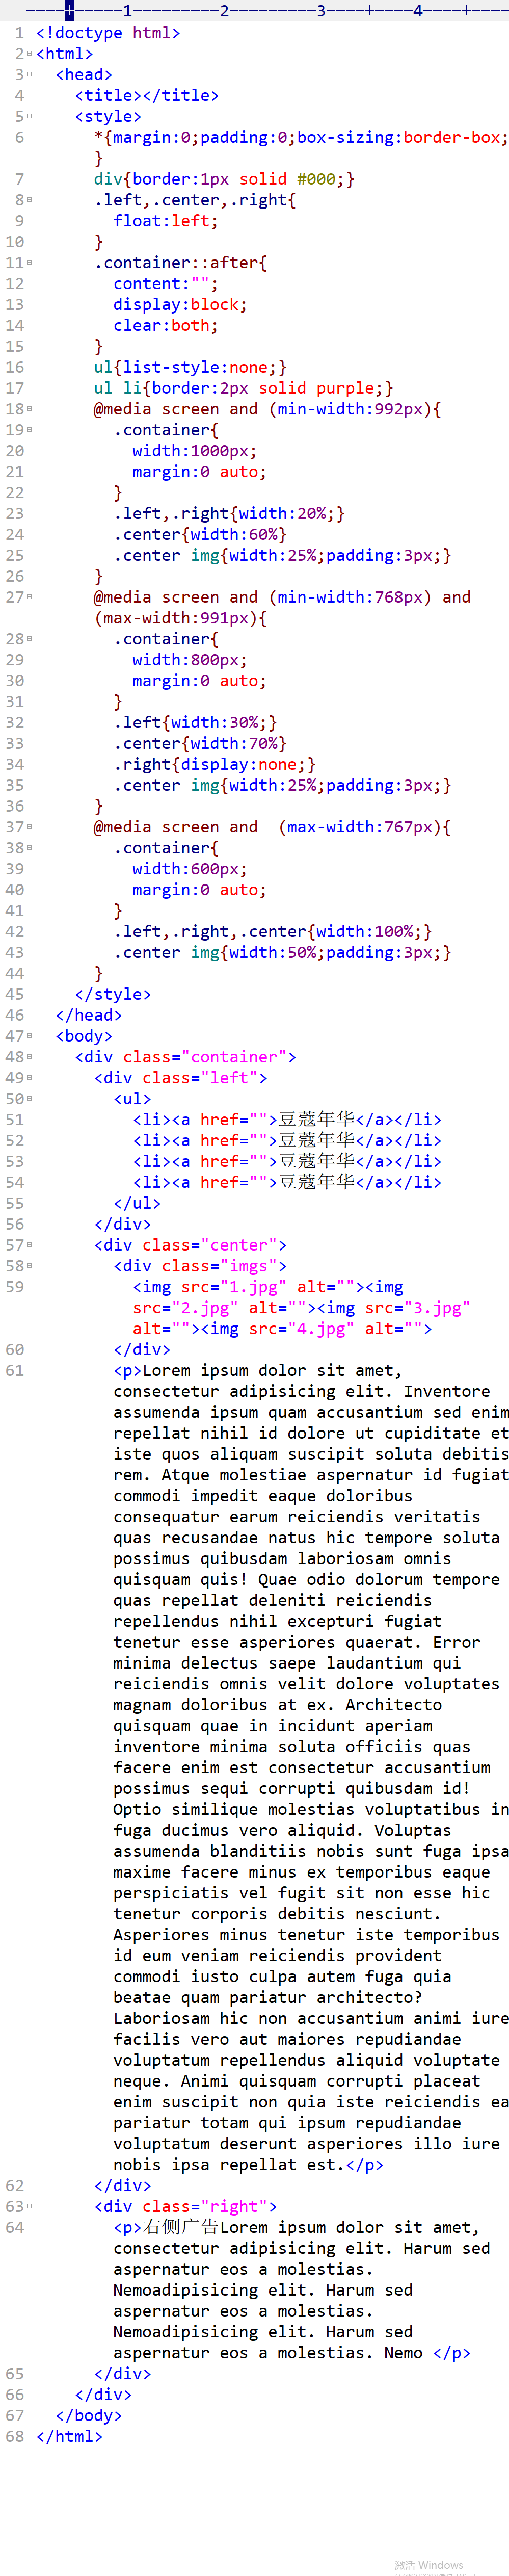 1 2 3 4
1 <!doctype html>
2 <html>
3 <head>
4 <title></title>
5 <style>
6 *{margin:0;padding:0;box-sizing:border-box;
}
7 div{border:1px solid #000;}
8 .left,.center,.right{
9 float:left;
10 }
11 .container::after{
12 content:"";
13 display:block;
14 clear:both;
15 }
16 ul{list-style:none;}
17 ul li{border:2px solid purple;}
18 @media screen and (min-width:992px){
19 .container{
20 width:1000px;
21 margin:0 auto;
22 }
23 .left,.right{width:20%;}
24 .center{width:60%}
25 .center img{width:25%;padding:3px;}
26 }
27 @media screen and (min-width:768px) and
(max-width:991px){
28 .container{
29 width:800px;
30 margin:0 auto;
31 }
32 .left{width:30%;}
33 .center{width:70%}
34 .right{display:none;}
35 .center img{width:25%;padding:3px;}
36 }
37 @media screen and  (max-width:767px){
38 .container{
39 width:600px;
40 margin:0 auto;
41 }
42 .left,.right,.center{width:100%;}
43 .center img{width:50%;padding:3px;}
44 }
45 </style>
46 </head>
47 <body>
48 <div class="container">
49 <div class="left">
50 <ul>
51 <li><a href="">豆蔻年华</a></li>
52 <li><a href="">豆蔻年华</a></li>
53 <li><a href="">豆蔻年华</a></li>
54 <li><a href="">豆蔻年华</a></li>
55 </ul>
56 </div>
57 <div class="center">
58 <div class="imgs">
59 <img src="1.jpg" alt=""><img
src="2.jpg" alt=""><img src="3.jpg"
alt=""><img src="4.jpg" alt="">
60 </div>
61 <p>Lorem ipsum dolor sit amet,
consectetur adipisicing elit. Inventore
assumenda ipsum quam accusantium sed enim
repellat nihil id dolore ut cupiditate et
iste quos aliquam suscipit soluta debitis
rem. Atque molestiae aspernatur id fugiat
commodi impedit eaque doloribus
consequatur earum reiciendis veritatis
quas recusandae natus hic tempore soluta
possimus quibusdam laboriosam omnis
quisquam quis! Quae odio dolorum tempore
quas repellat deleniti reiciendis
repellendus nihil excepturi fugiat
tenetur esse asperiores quaerat. Error
minima delectus saepe laudantium qui
reiciendis omnis velit dolore voluptates
magnam doloribus at ex. Architecto
quisquam quae in incidunt aperiam
inventore minima soluta officiis quas
facere enim est consectetur accusantium
possimus sequi corrupti quibusdam id!
Optio similique molestias voluptatibus in
fuga ducimus vero aliquid. Voluptas
assumenda blanditiis nobis sunt fuga ipsa
maxime facere minus ex temporibus eaque
perspiciatis vel fugit sit non esse hic
tenetur corporis debitis nesciunt.
Asperiores minus tenetur iste temporibus
id eum veniam reiciendis provident
commodi iusto culpa autem fuga quia
beatae quam pariatur architecto?
Laboriosam hic non accusantium animi iure
facilis vero aut maiores repudiandae
voluptatum repellendus aliquid voluptate
neque. Animi quisquam corrupti placeat
enim suscipit non quia iste reiciendis ea
pariatur totam qui ipsum repudiandae
voluptatum deserunt asperiores illo iure
nobis ipsa repellat est.</p>
62 </div>
63 <div class="right">
64 <p>右侧广告Lorem ipsum dolor sit amet,
consectetur adipisicing elit. Harum sed
aspernatur eos a molestias.
Nemoadipisicing elit. Harum sed
aspernatur eos a molestias.
Nemoadipisicing elit. Harum sed
aspernatur eos a molestias. Nemo </p>
65 </div>
66 </div>
67 </body>
68 </html>
激活 Windows